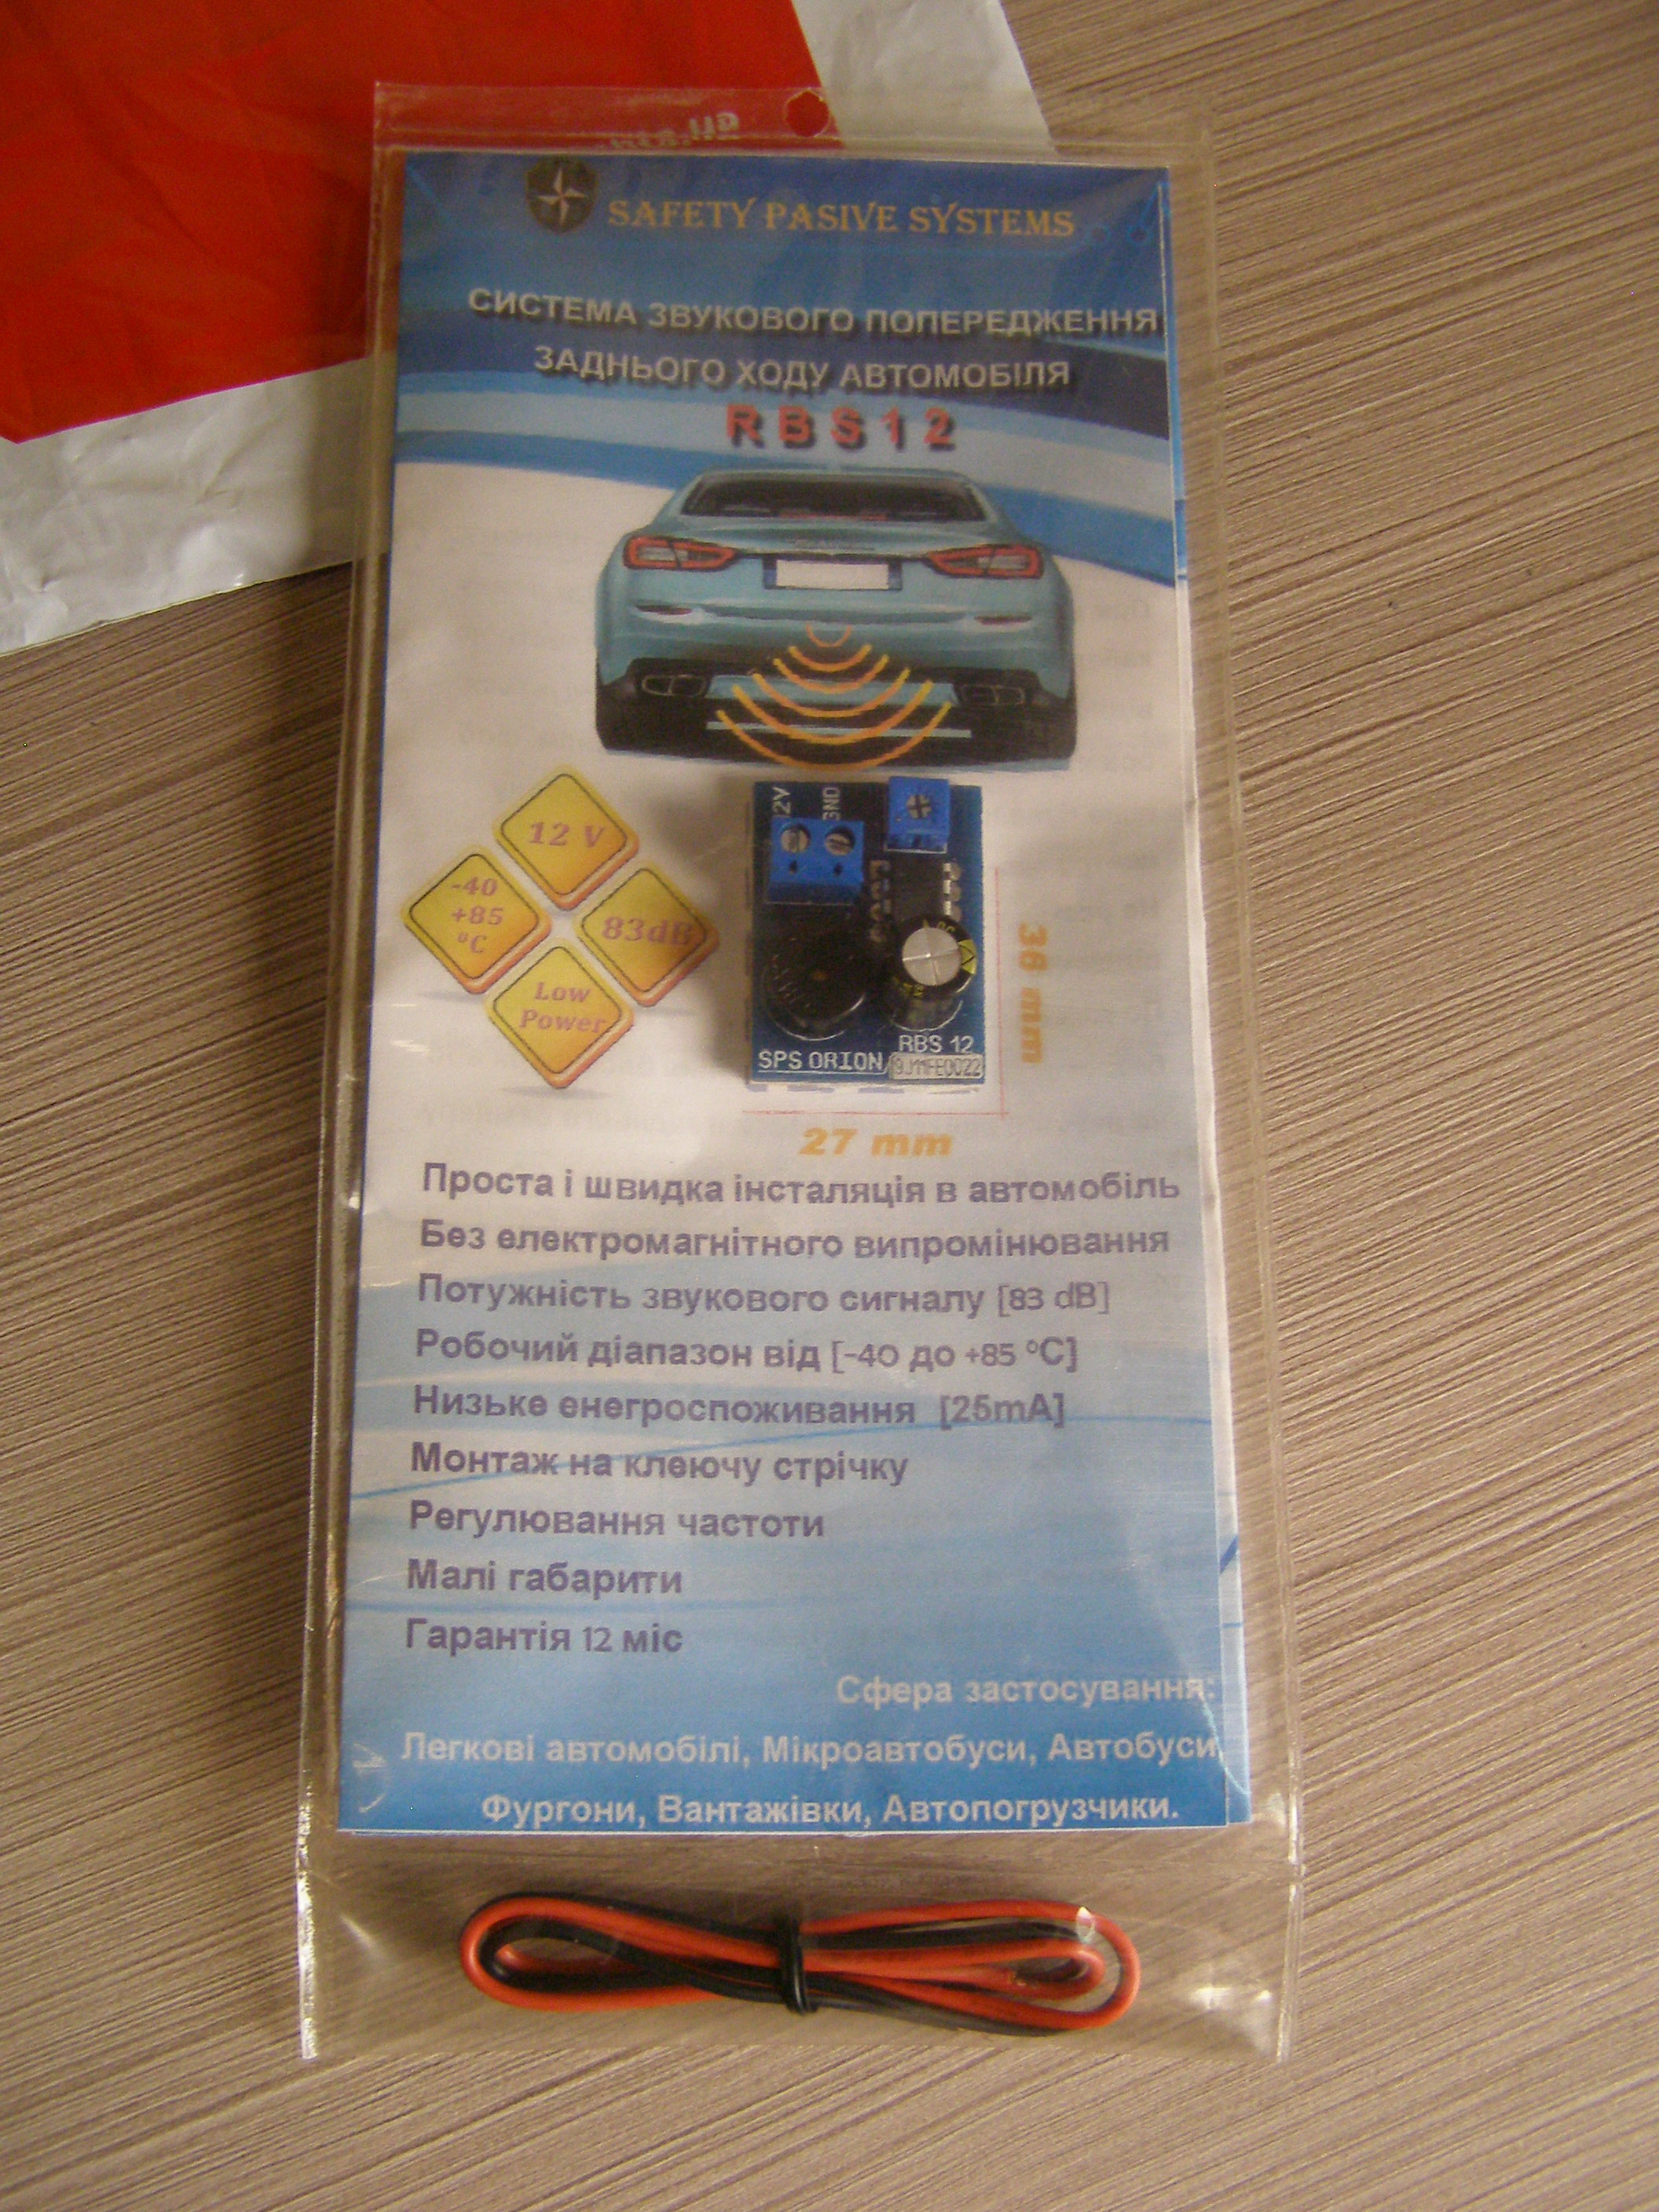 SAFETY PASIVE SYSTEMS
СИСТЕМА ЗВУКОВОГО ПОПЕРЕДЖЕННЯ
ЗАДНЬОГО ХОДУ АВТОМОБІЛЯ
RBS12
12 V
-40
+85
°C
83dB
Low
Power
12V
GND
RBS 12
SPS ORION
9J11FE0022
36 mm
27 mm
Проста і швидка інсталяція в автомобіль
Без електромагнітного випромінювання
Потужність звукового сигналу [83 dB]
Робочий діапазон від [-40 до +85 °C]
Низьке енегроспоживання [25mA]
Монтаж на клеючу стрічку
Регулювання частоти
Малі габарити
Гарантія 12 міс
Сфера застосування:
Легкові автомобілі, Мікроавтобуси, Автобуси,
Фургони, Вантажівки, Автопогрузчики.